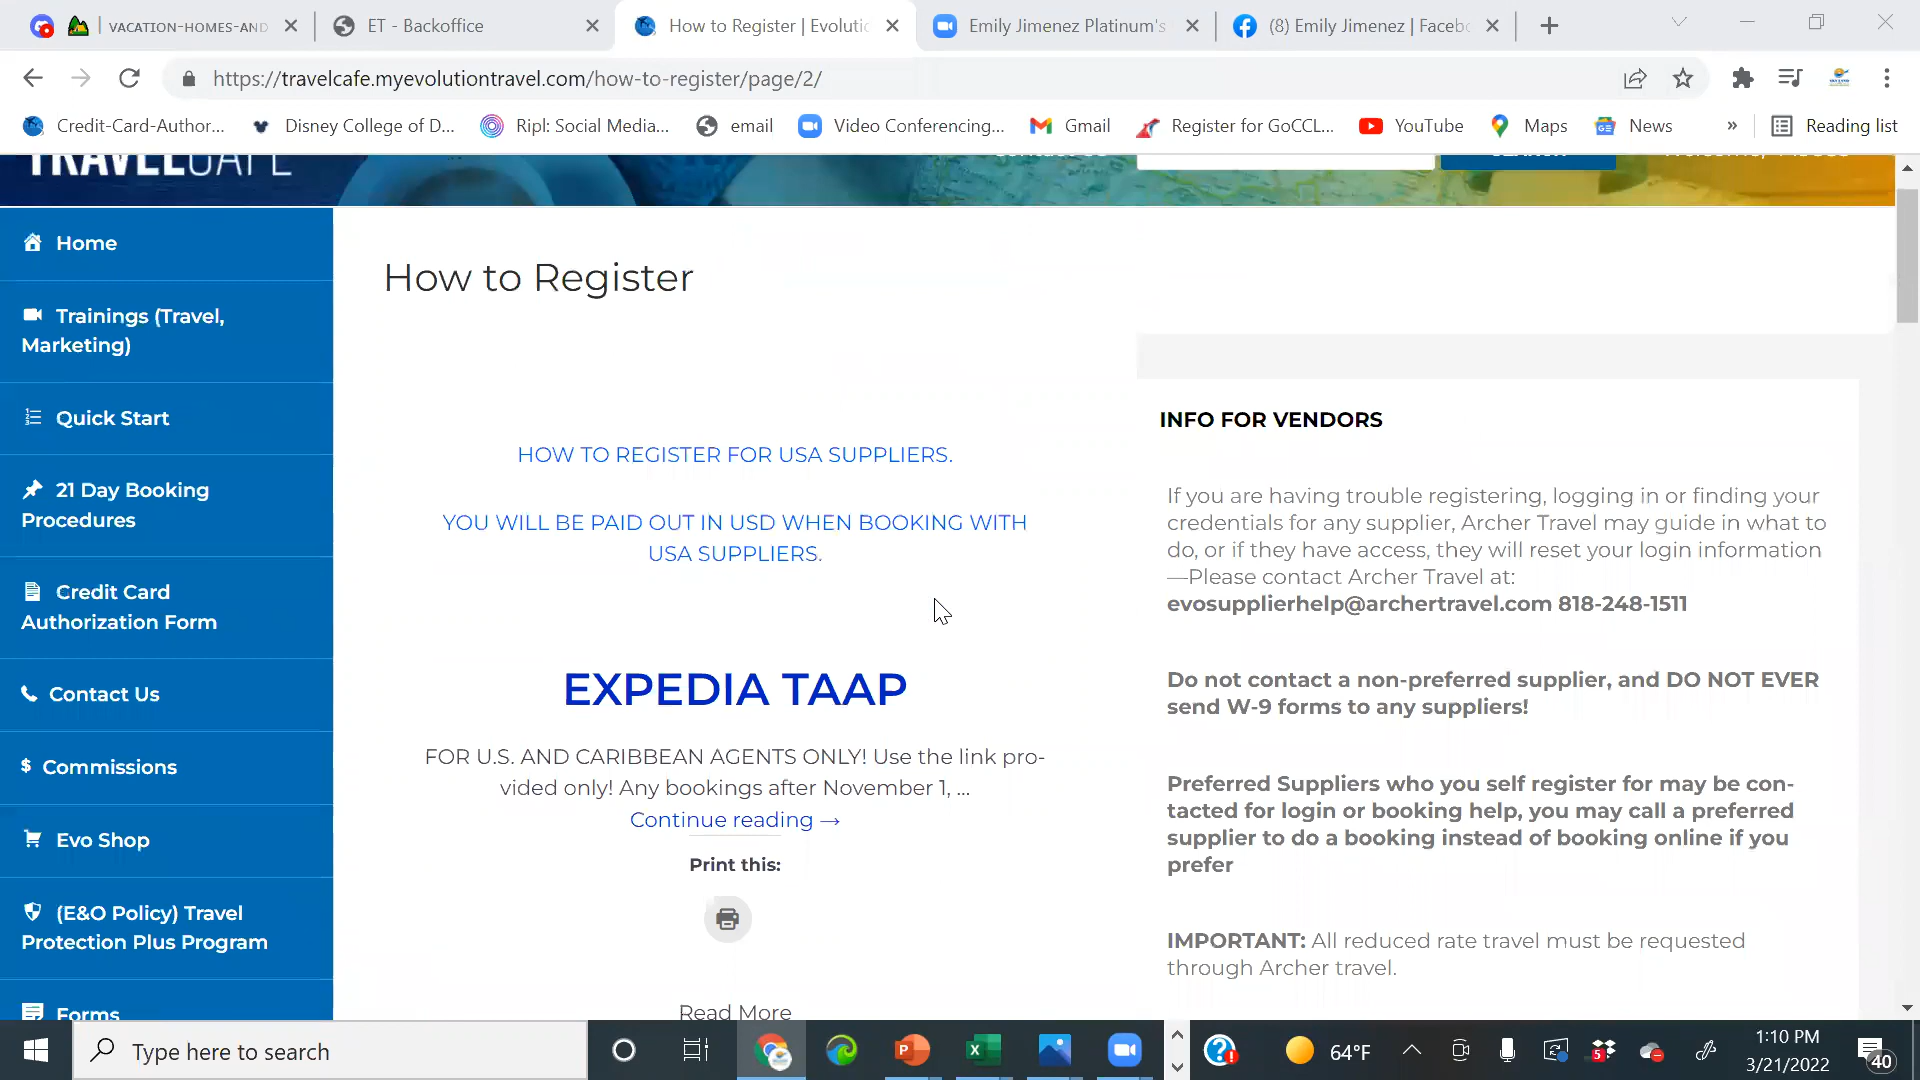 VACATION-HOMES-AND
ET - Backoffice
How to Register | Evolutic
Emily Jimenez Platinum's
(8) Emily Jimenez | Facebo
https://travelcafe.myevolutiontravel.com/how-to-register/page/2/
Credit-Card-Author...
Disney College of D...
Ripl: Social Media...
email
Video Conferencing...
Gmail
Register for GoCCL...
YouTube
Maps
News
»
Reading list
TRAVELCAFE
Contact Us
SEARCH
Home
Trainings (Travel,
Marketing)
Quick Start
21 Day Booking
Procedures
Credit Card
Authorization Form
Contact Us
$ Commissions
Evo Shop
(E&O Policy) Travel
Protection Plus Program
Forms
How to Register
HOW TO REGISTER FOR USA SUPPLIERS.
YOU WILL BE PAID OUT IN USD WHEN BOOKING WITH
USA SUPPLIERS.
EXPEDIA TAAP
FOR U.S. AND CARIBBEAN AGENTS ONLY! Use the link pro-
vided only! Any bookings after November 1, ...
Continue reading →
Print this:
Read More
INFO FOR VENDORS
If you are having trouble registering, logging in or finding your
credentials for any supplier, Archer Travel may guide in what to
do, or if they have access, they will reset your login information
—Please contact Archer Travel at:
evosupplierhelp@archertravel.com 818-248-1511
Do not contact a non-preferred supplier, and DO NOT EVER
send W-9 forms to any suppliers!
Preferred Suppliers who you self register for may be con-
tacted for login or booking help, you may call a preferred
supplier to do a booking instead of booking online if you
prefer
IMPORTANT: All reduced rate travel must be requested
through Archer travel.
Type here to search
64°F
5
1:10 PM
3/21/2022
40